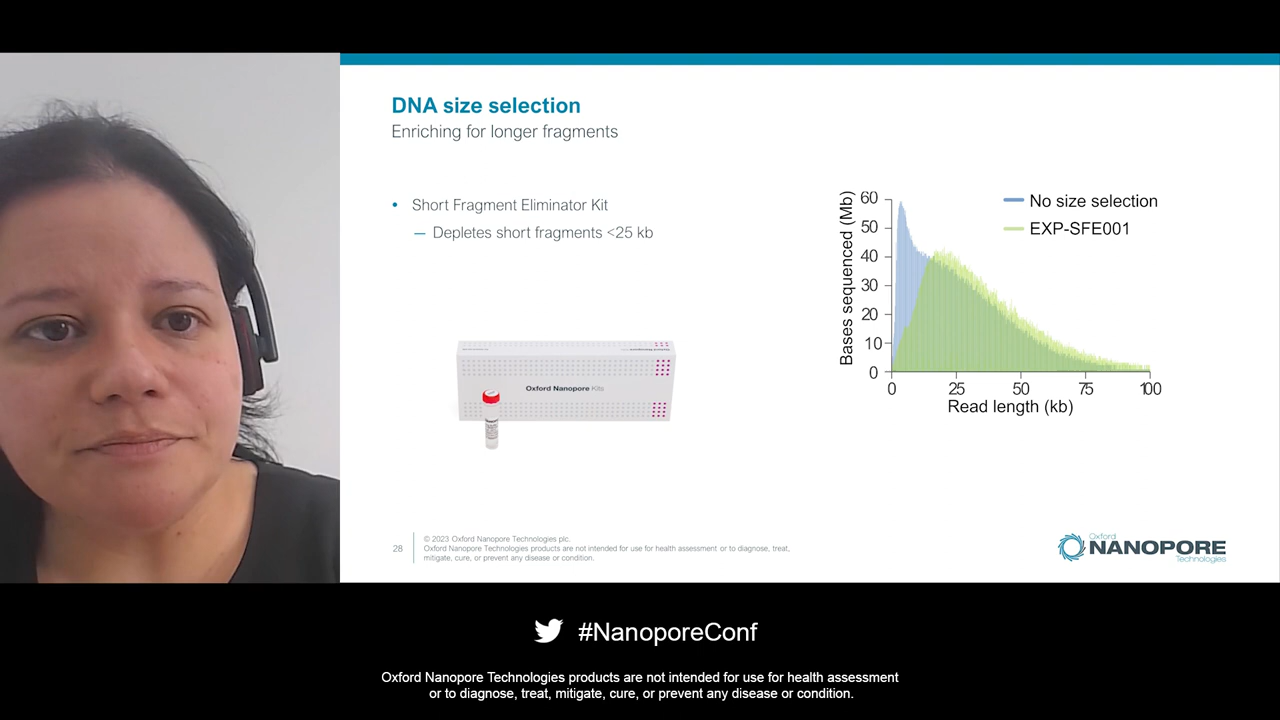 DNA size selection
Enriching for longer fragments
• Short Fragment Eliminator Kit
— Depletes short fragments <25 kb
Oxford Nanopore Kits
Bases sequenced (Mb)
60
50
40
30
20
10
0
No size selection
EXP-SFE001
0 25 50 75 100
Read length (kb)
28
© 2023 Oxford Nanopore Technologies plc.
Oxford Nanopore Technologies products are not intended for use for health assessment or to diagnose, treat,
mitigate, cure, or prevent any disease or condition.
Oxford
NANOPORE
Technologies
#NanoporeConf
Oxford Nanopore Technologies products are not intended for use for health assessment
or to diagnose, treat, mitigate, cure, or prevent any disease or condition.